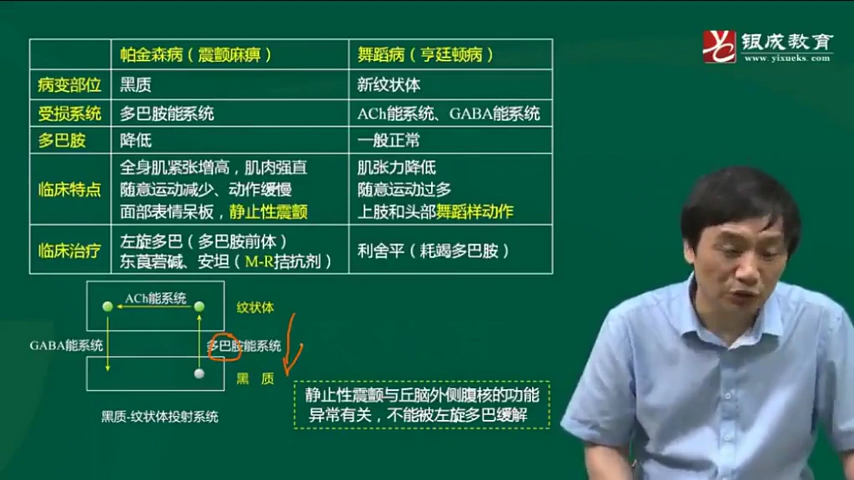 银成教育
www.yixueks.com
帕金森病（震颤麻痹） 舞蹈病（亨廷顿病）
病变部位 黑质 新纹状体
受损系统 多巴胺能系统 ACh能系统、GABA能系统
多巴胺 降低 一般正常
临床特点
全身肌紧张增高，肌肉强直
随意运动减少、动作缓慢
面部表情呆板，静止性震颤
肌张力降低
随意运动过多
上肢和头部舞蹈样动作
临床治疗
左旋多巴（多巴胺前体）
东莨菪碱、安坦（M-R拮抗剂）
利舍平（耗竭多巴胺）
ACh能系统
纹状体
GABA能系统
多巴胺能系统
黑 质
黑质-纹状体投射系统
静止性震颤与丘脑外侧腹核的功能
异常有关，不能被左旋多巴缓解